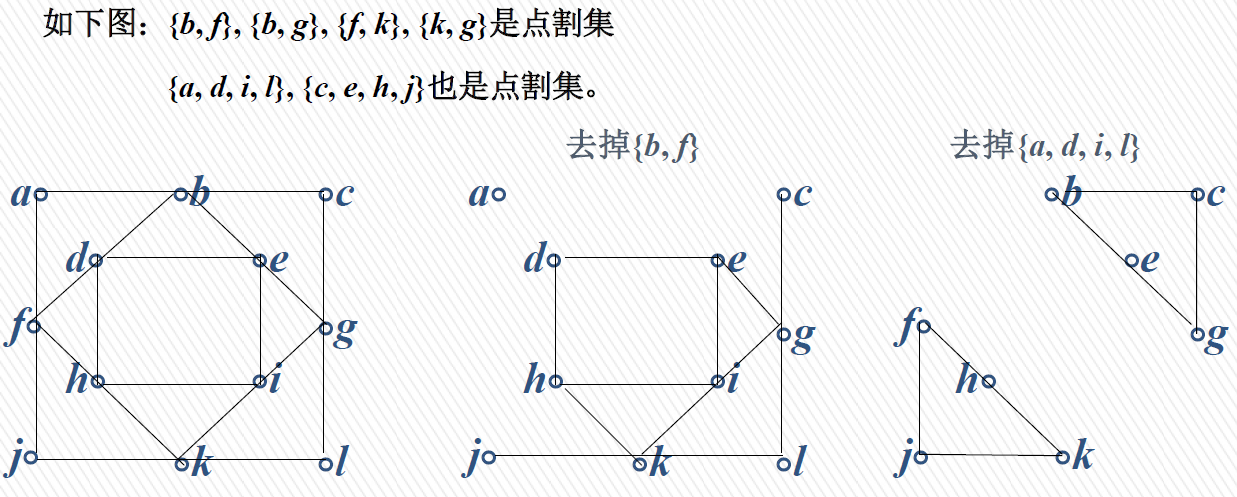 如下图：{b, f}, {b, g}, {f, k}, {k, g}是点割集
{a, d, i, l}, {c, e, h, j}也是点割集。
去掉{b, f}
去掉{a, d, i, l}
a b c
d e
f g
h i
j k l
a c
d e
g
h i
j k l
b c
e
f g
h
j k